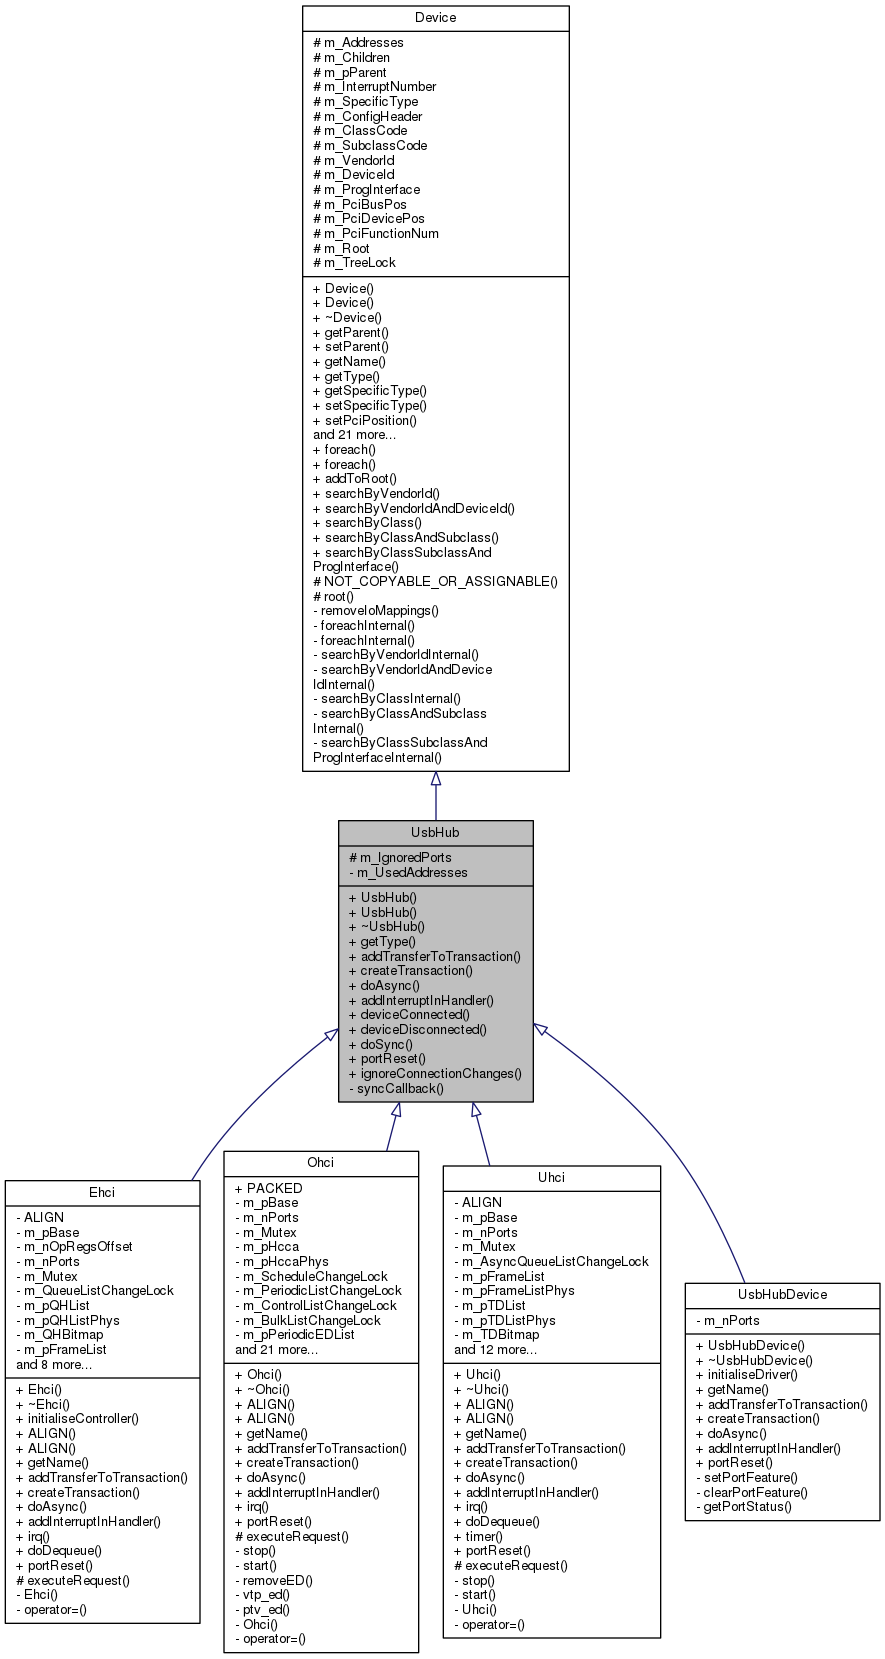 Device
# m_Addresses
# m_Children
# m_pParent
# m_InterruptNumber
# m_SpecificType
# m_ConfigHeader
# m_ClassCode
# m_SubclassCode
# m_VendorId
# m_DeviceId
# m_ProgInterface
# m_PciBusPos
# m_PciDevicePos
# m_PciFunctionNum
# m_Root
# m_TreeLock
+ Device()
+ Device()
+ ~Device()
+ getParent()
+ setParent()
+ getName()
+ getType()
+ getSpecificType()
+ setSpecificType()
+ setPciPosition()
and 21 more...
+ foreach()
+ foreach()
+ addToRoot()
+ searchByVendorId()
+ searchByVendorIdAndDeviceId()
+ searchByClass()
+ searchByClassAndSubclass()
+ searchByClassSubclassAnd
ProgInterface()
# NOT_COPYABLE_OR_ASSIGNABLE()
# root()
- removeIoMappings()
- foreachInternal()
- foreachInternal()
- searchByVendorIdInternal()
- searchByVendorIdAndDevice
IdInternal()
- searchByClassInternal()
- searchByClassAndSubclass
Internal()
- searchByClassSubclassAnd
ProgInterfaceInternal()
UsbHub
# m_IgnoredPorts
- m_UsedAddresses
+ UsbHub()
+ UsbHub()
+ ~UsbHub()
+ getType()
+ addTransferToTransaction()
+ createTransaction()
+ doAsync()
+ addInterruptInHandler()
+ deviceConnected()
+ deviceDisconnected()
+ doSync()
+ portReset()
+ ignoreConnectionChanges()
- syncCallback()
Ehci
- ALIGN
- m_pBase
- m_nOpRegsOffset
- m_nPorts
- m_Mutex
- m_QueueListChangeLock
- m_pQHList
- m_pQHListPhys
- m_QHBitmap
- m_pFrameList
and 8 more...
+ Ehci()
+ ~Ehci()
+ initialiseController()
+ ALIGN()
+ ALIGN()
+ getName()
+ addTransferToTransaction()
+ createTransaction()
+ doAsync()
+ addInterruptInHandler()
+ irq()
+ doDequeue()
+ portReset()
# executeRequest()
- Ehci()
- operator=()
Ohci
+ PACKED
- m_pBase
- m_nPorts
- m_Mutex
- m_pHcca
- m_pHccaPhys
- m_ScheduleChangeLock
- m_PeriodicListChangeLock
- m_ControlListChangeLock
- m_BulkListChangeLock
- m_pPeriodicEDList
and 21 more...
+ Ohci()
+ ~Ohci()
+ ALIGN()
+ ALIGN()
+ getName()
+ addTransferToTransaction()
+ createTransaction()
+ doAsync()
+ addInterruptInHandler()
+ irq()
+ portReset()
# executeRequest()
- stop()
- start()
- removeED()
- vtp_ed()
- ptv_ed()
- Ohci()
- operator=()
Uhci
- ALIGN
- m_pBase
- m_nPorts
- m_Mutex
- m_AsyncQueueListChangeLock
- m_pFrameList
- m_pFrameListPhys
- m_pTDList
- m_pTDListPhys
- m_TDBitmap
and 12 more...
+ Uhci()
+ ~Uhci()
+ ALIGN()
+ ALIGN()
+ getName()
+ addTransferToTransaction()
+ createTransaction()
+ doAsync()
+ addInterruptInHandler()
+ irq()
+ doDequeue()
+ timer()
+ portReset()
# executeRequest()
- stop()
- start()
- Uhci()
- operator=()
UsbHubDevice
- m_nPorts
+ UsbHubDevice()
+ ~UsbHubDevice()
+ initialiseDriver()
+ getName()
+ addTransferToTransaction()
+ createTransaction()
+ doAsync()
+ addInterruptInHandler()
+ portReset()
- setPortFeature()
- clearPortFeature()
- getPortStatus()